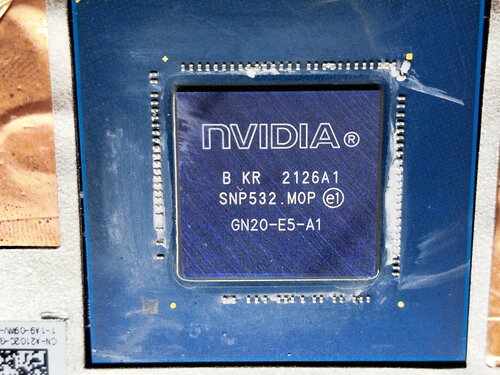 NVIDIA®
B KR 2126A1
SNP532.M0P e1
GN20-E5-A1